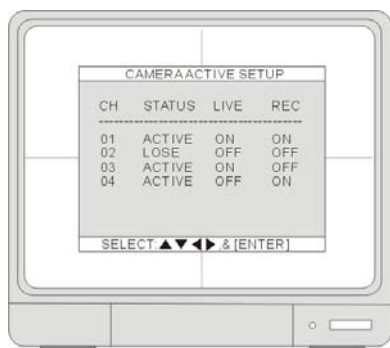 CAMERA ACTIVE SETUP
CH STATUS LIVE REC
------------------------------------------
01 ACTIVE ON ON
02 LOSE OFF OFF
03 ACTIVE ON OFF
04 ACTIVE OFF ON
SELECT:▲▼◀▶,& [ENTER]